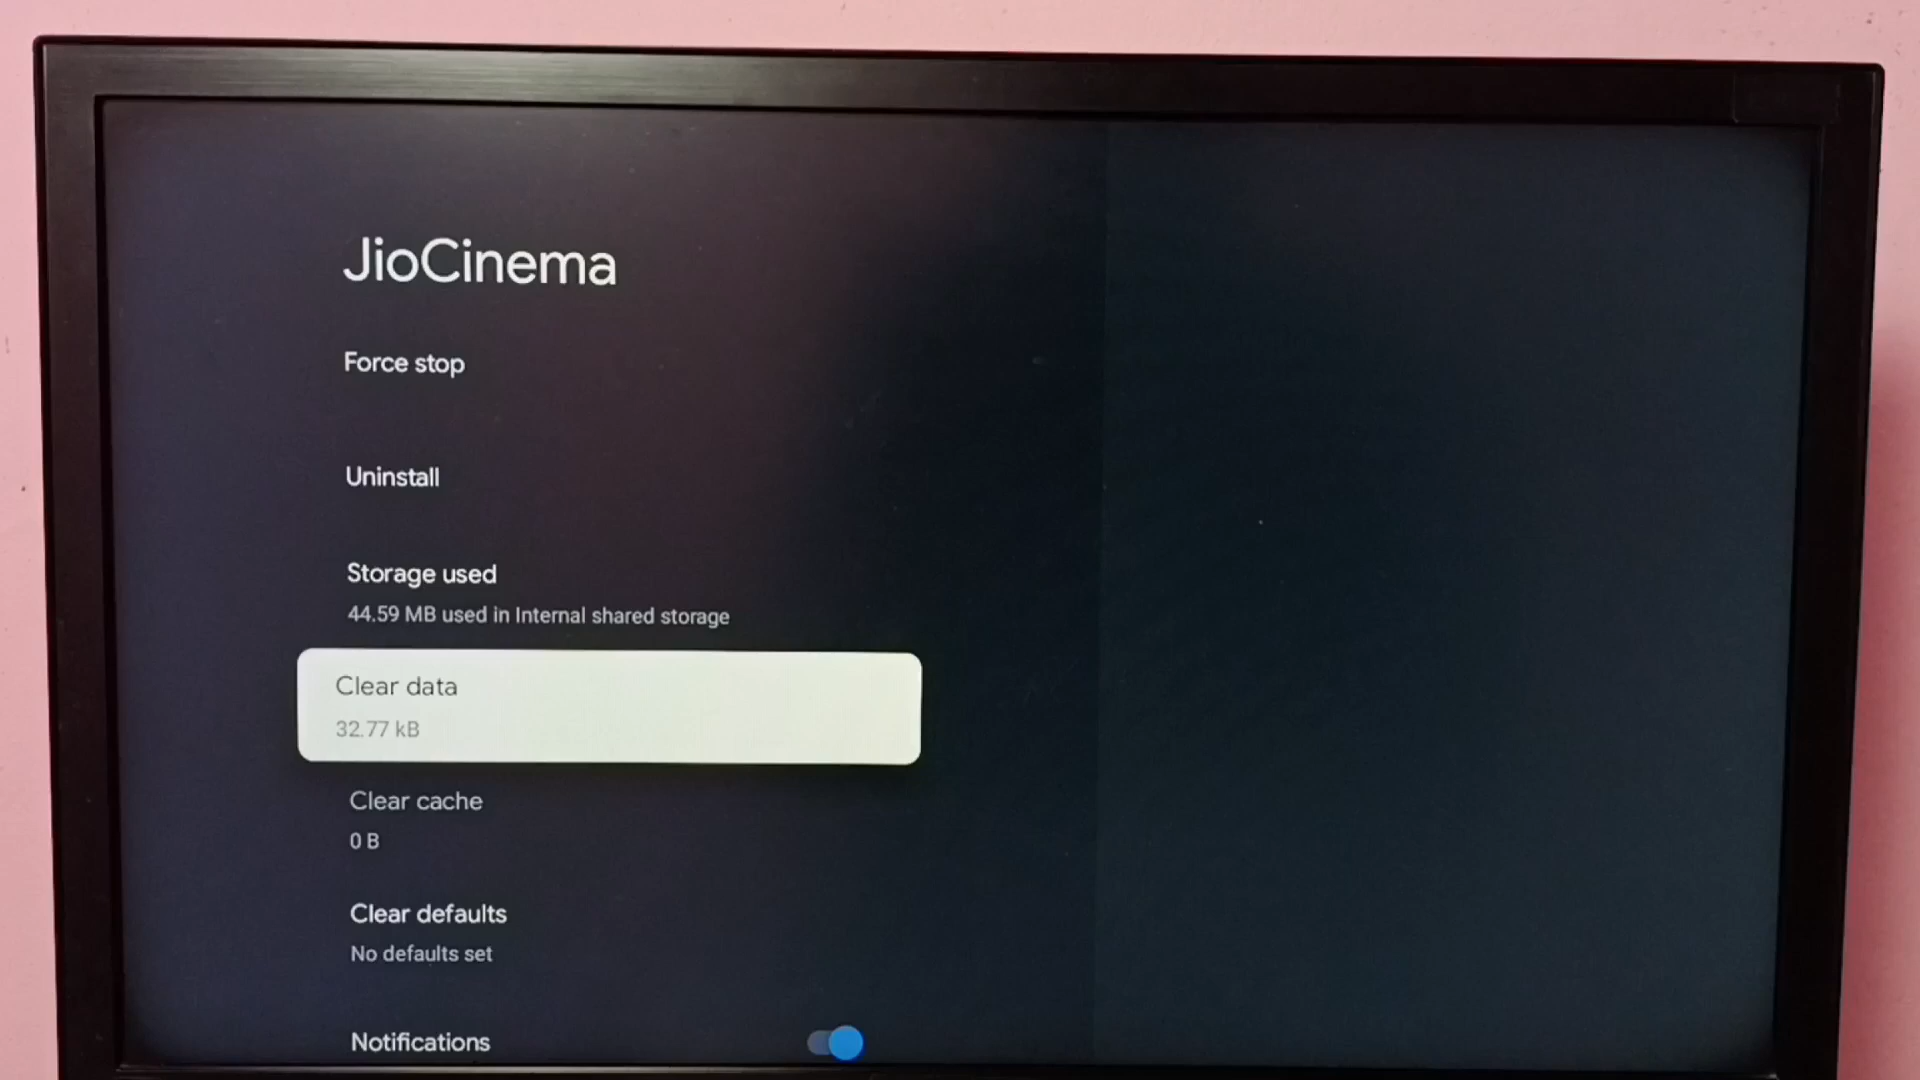 JioCinema
Force stop
Uninstall
Storage used
44.59 MB used in Internal shared storage
Clear data
32.77 kB
Clear cache
0 B
Clear defaults
No defaults set
Notifications